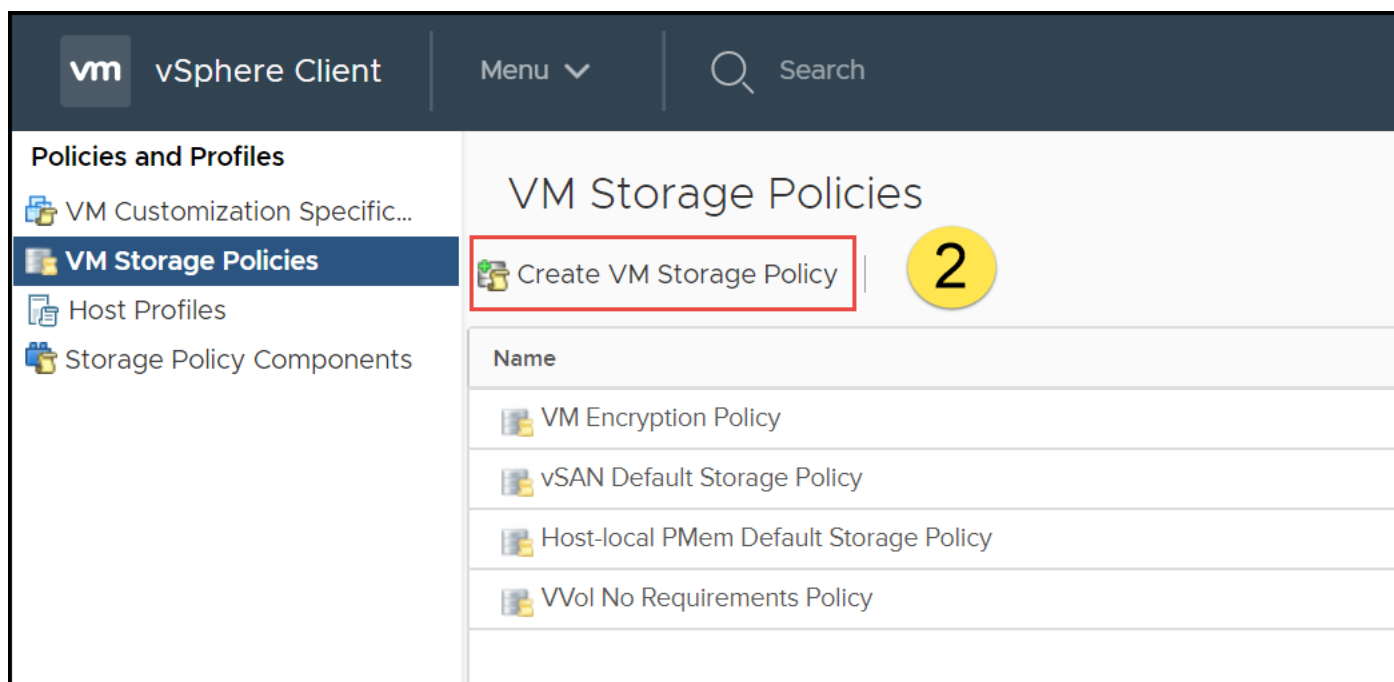 vm vSphere Client Menu Search
Policies and Profiles
VM Customization Specific...
VM Storage Policies
Host Profiles
Storage Policy Components
VM Storage Policies
Create VM Storage Policy 2
Name
VM Encryption Policy
vSAN Default Storage Policy
Host-local PMem Default Storage Policy
VVol No Requirements Policy